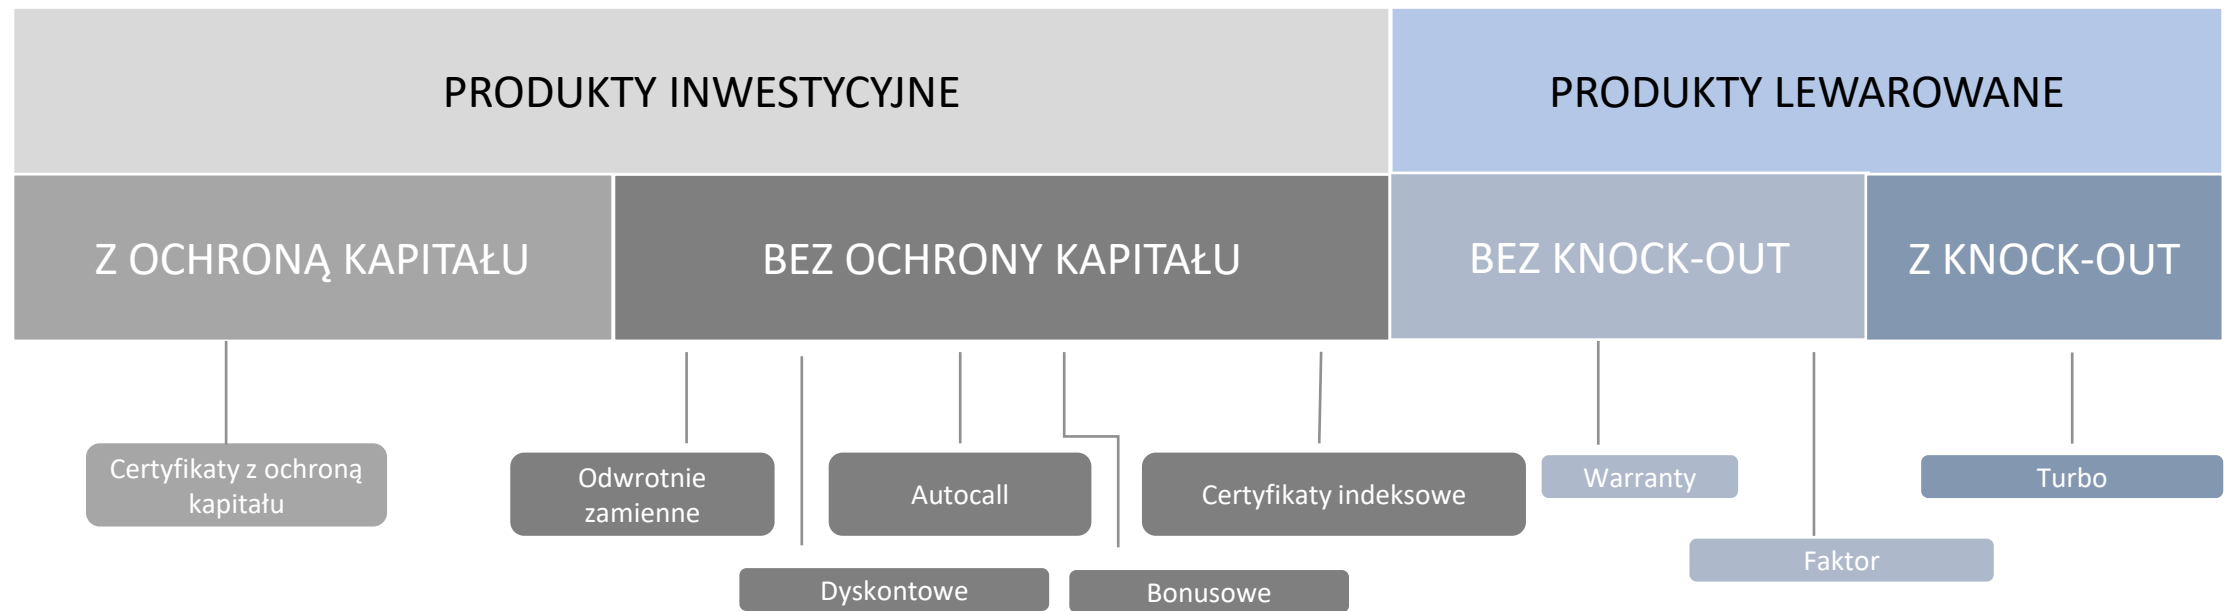 PRODUKTY INWESTYCYJNE
PRODUKTY LEWAROWANE
Z OCHRONĄ KAPITAŁU
BEZ OCHRONY KAPITAŁU
BEZ KNOCK-OUT
Z KNOCK-OUT
Certyfikaty z ochroną
kapitału
Odwrotnie
zamienne
Autocall
Certyfikaty indeksowe
Warranty
Turbo
Faktor
Dyskontowe
Bonusowe